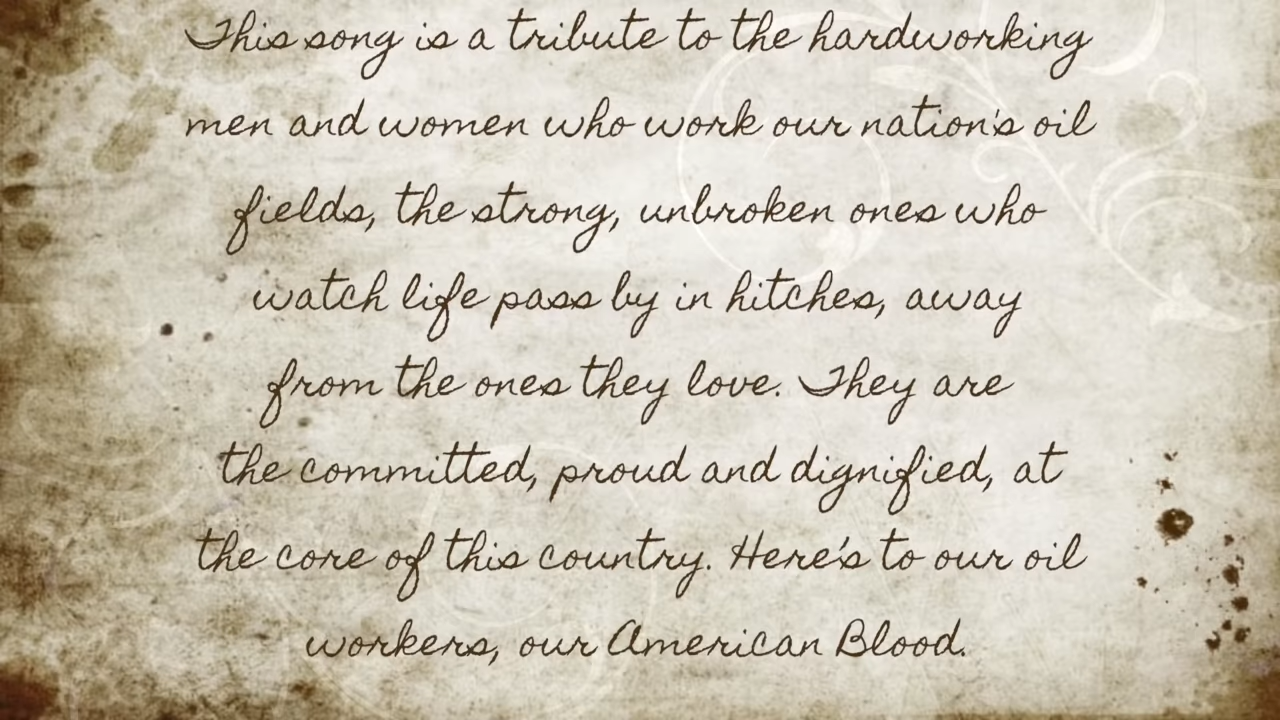 This song is a tribute to the hardworking
men and women who work our nation's oil
fields, the strong, unbroken ones who
watch life pass by in hitches, away
from the ones they love. They are
the committed, proud and dignified, at
the core of this country. Here's to our oil
workers, our American Blood.